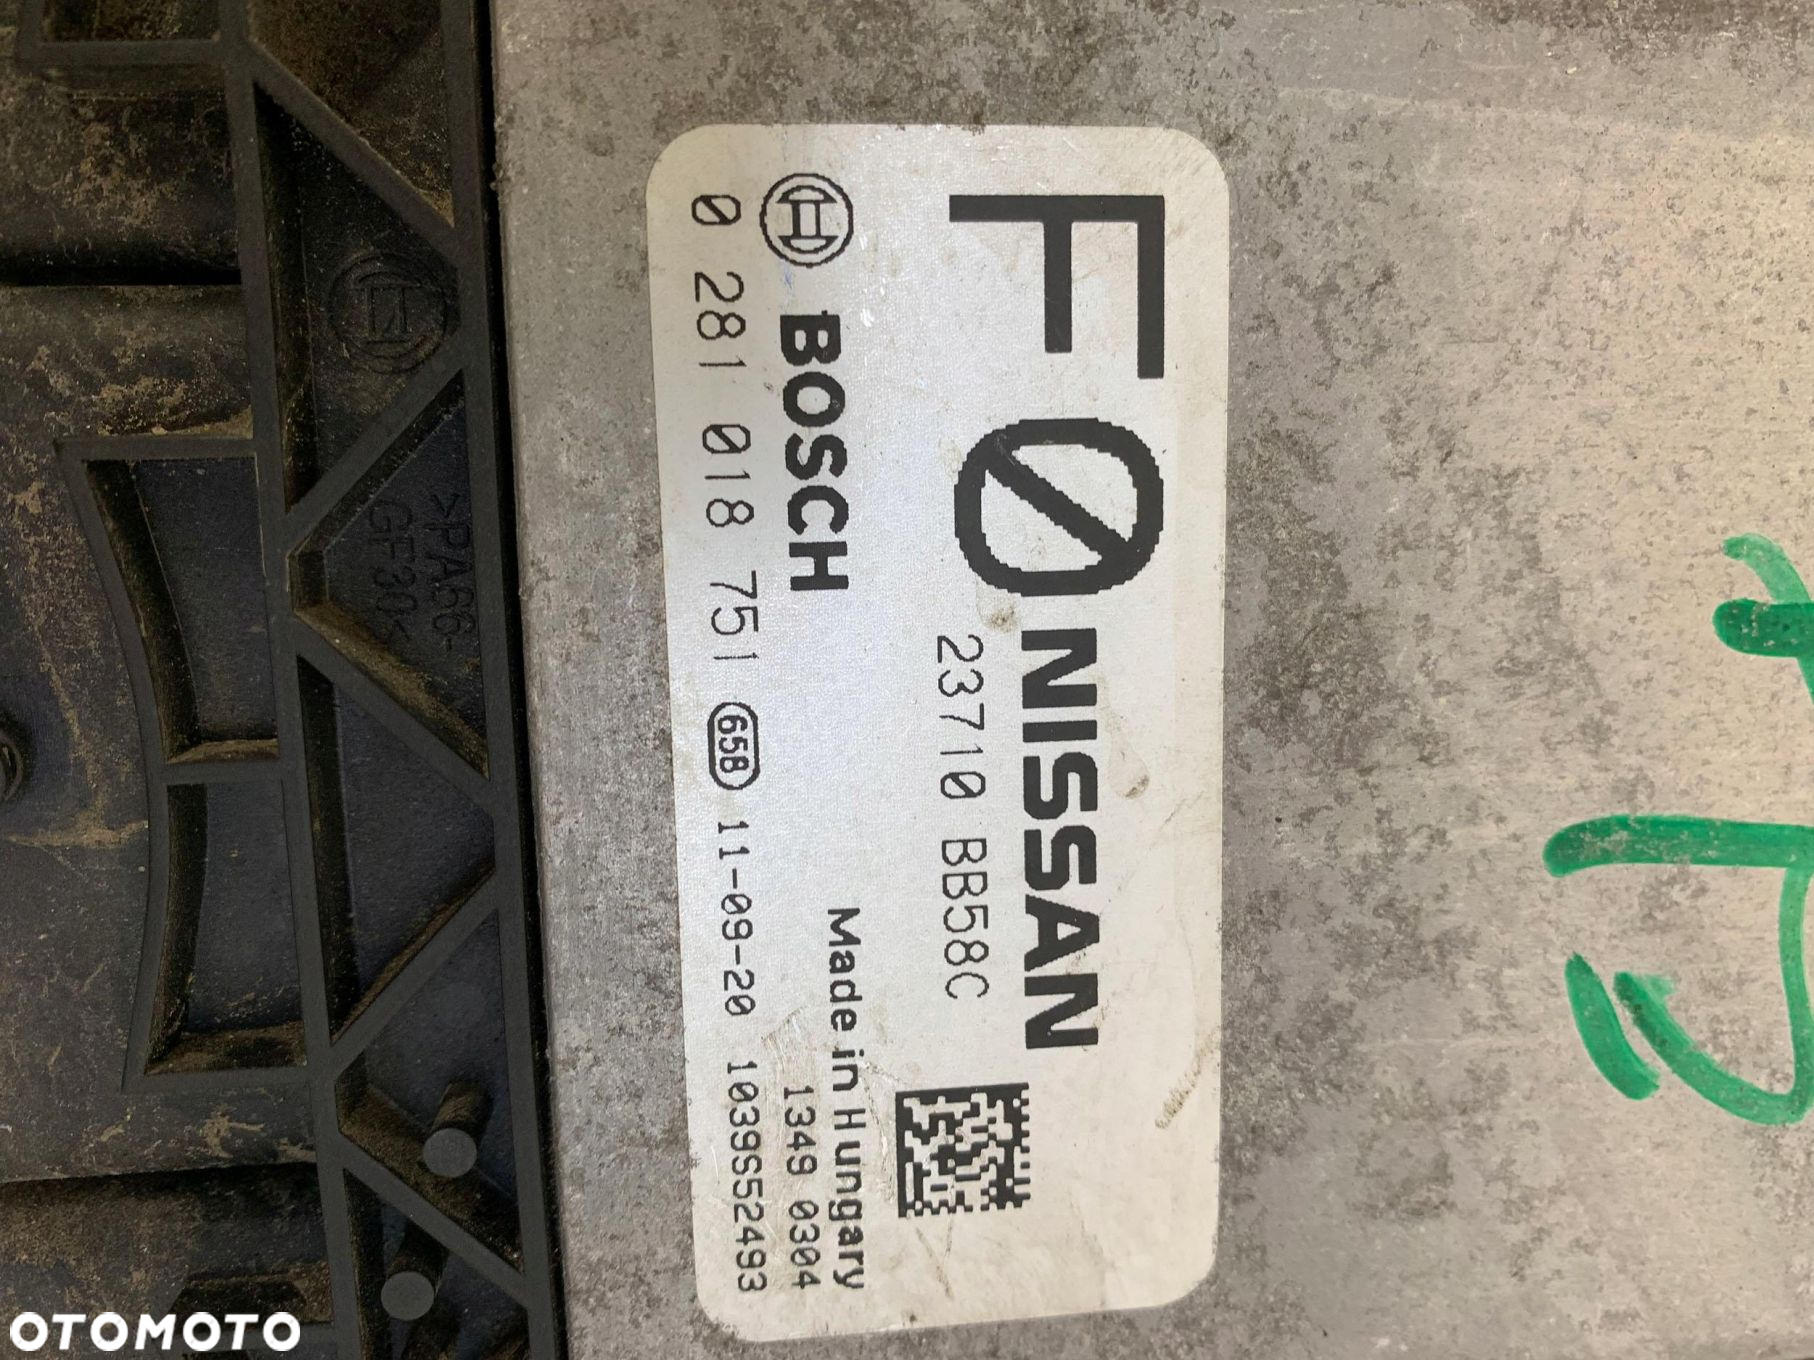 F0
NISSAN
23710 BB58C
BOSCH
Made in Hungary
1349 0304
0 281 018 751 65B 11-09-20 1039S52493
>PA66-
GF30<
OTOMOTO